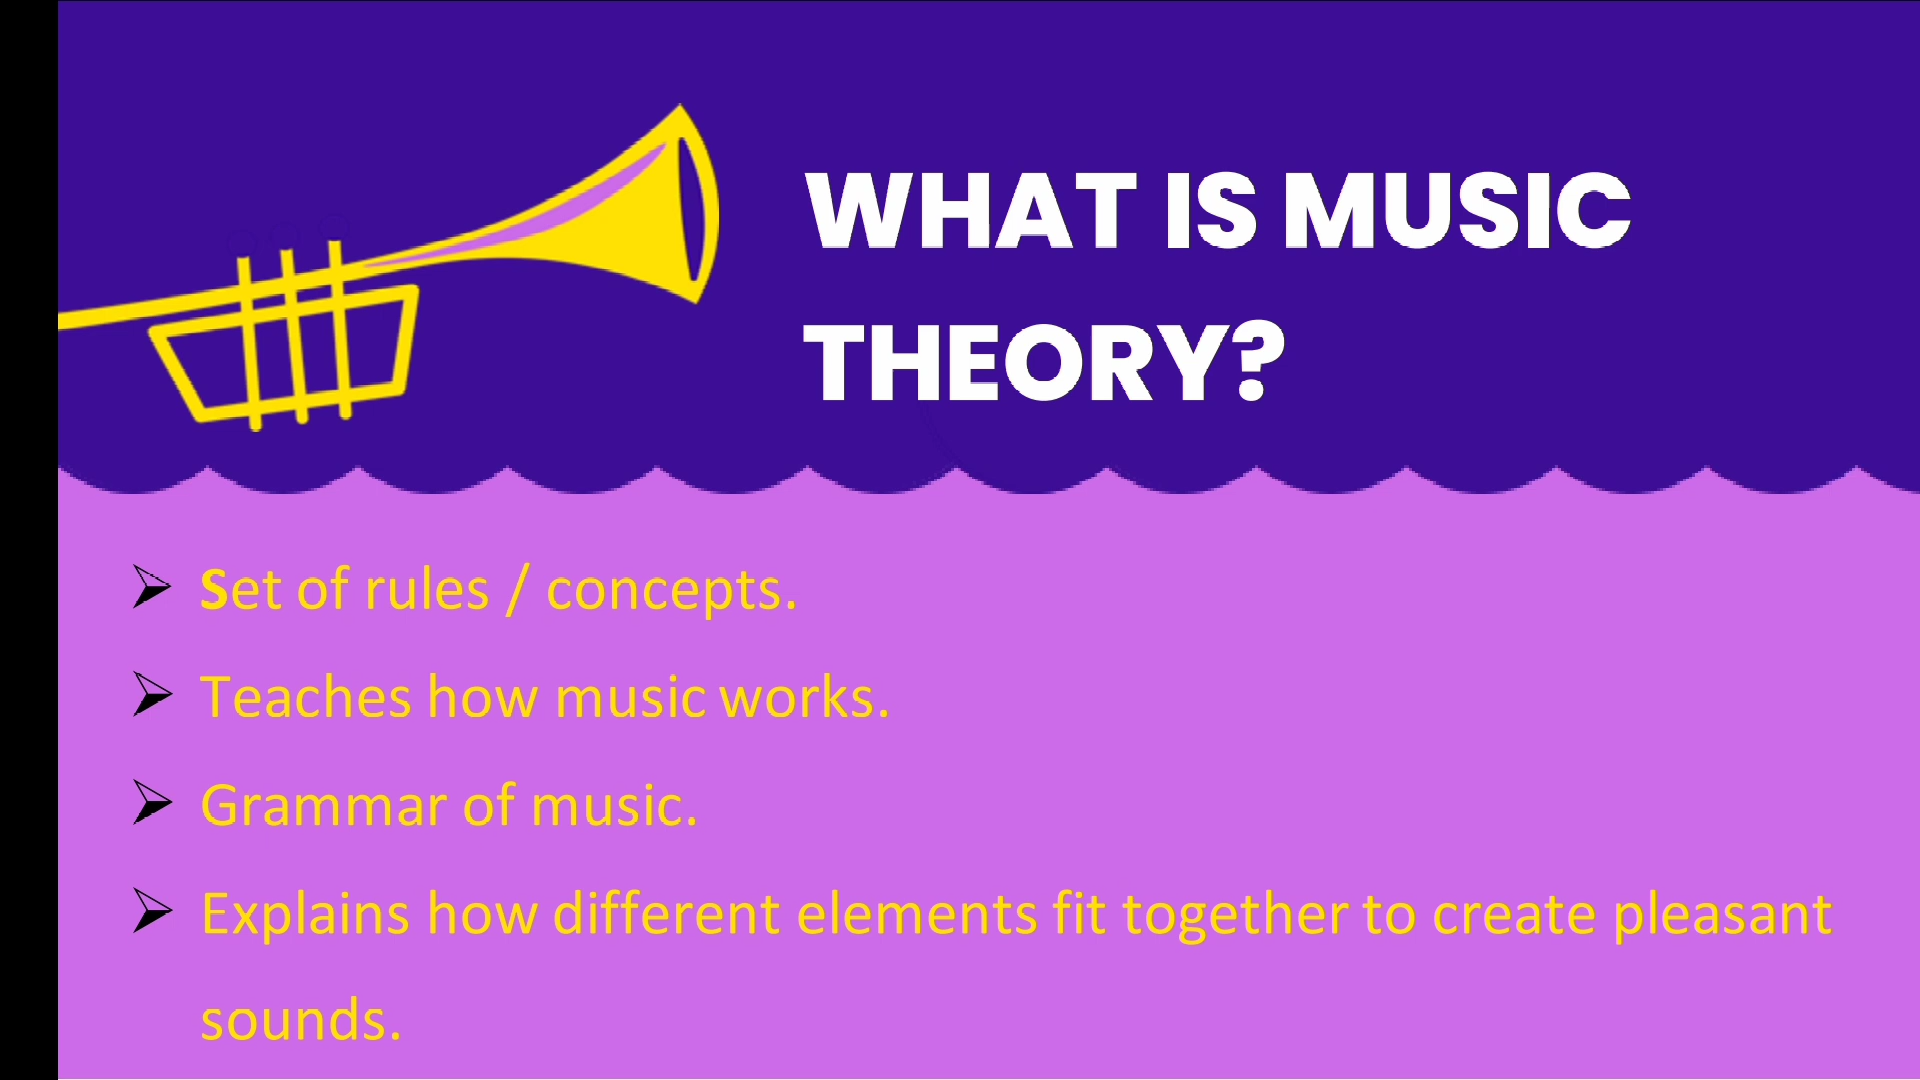 WHAT IS MUSIC
THEORY?
Set of rules / concepts.
Teaches how music works.
Grammar of music.
Explains how different elements fit together to create pleasant
sounds.